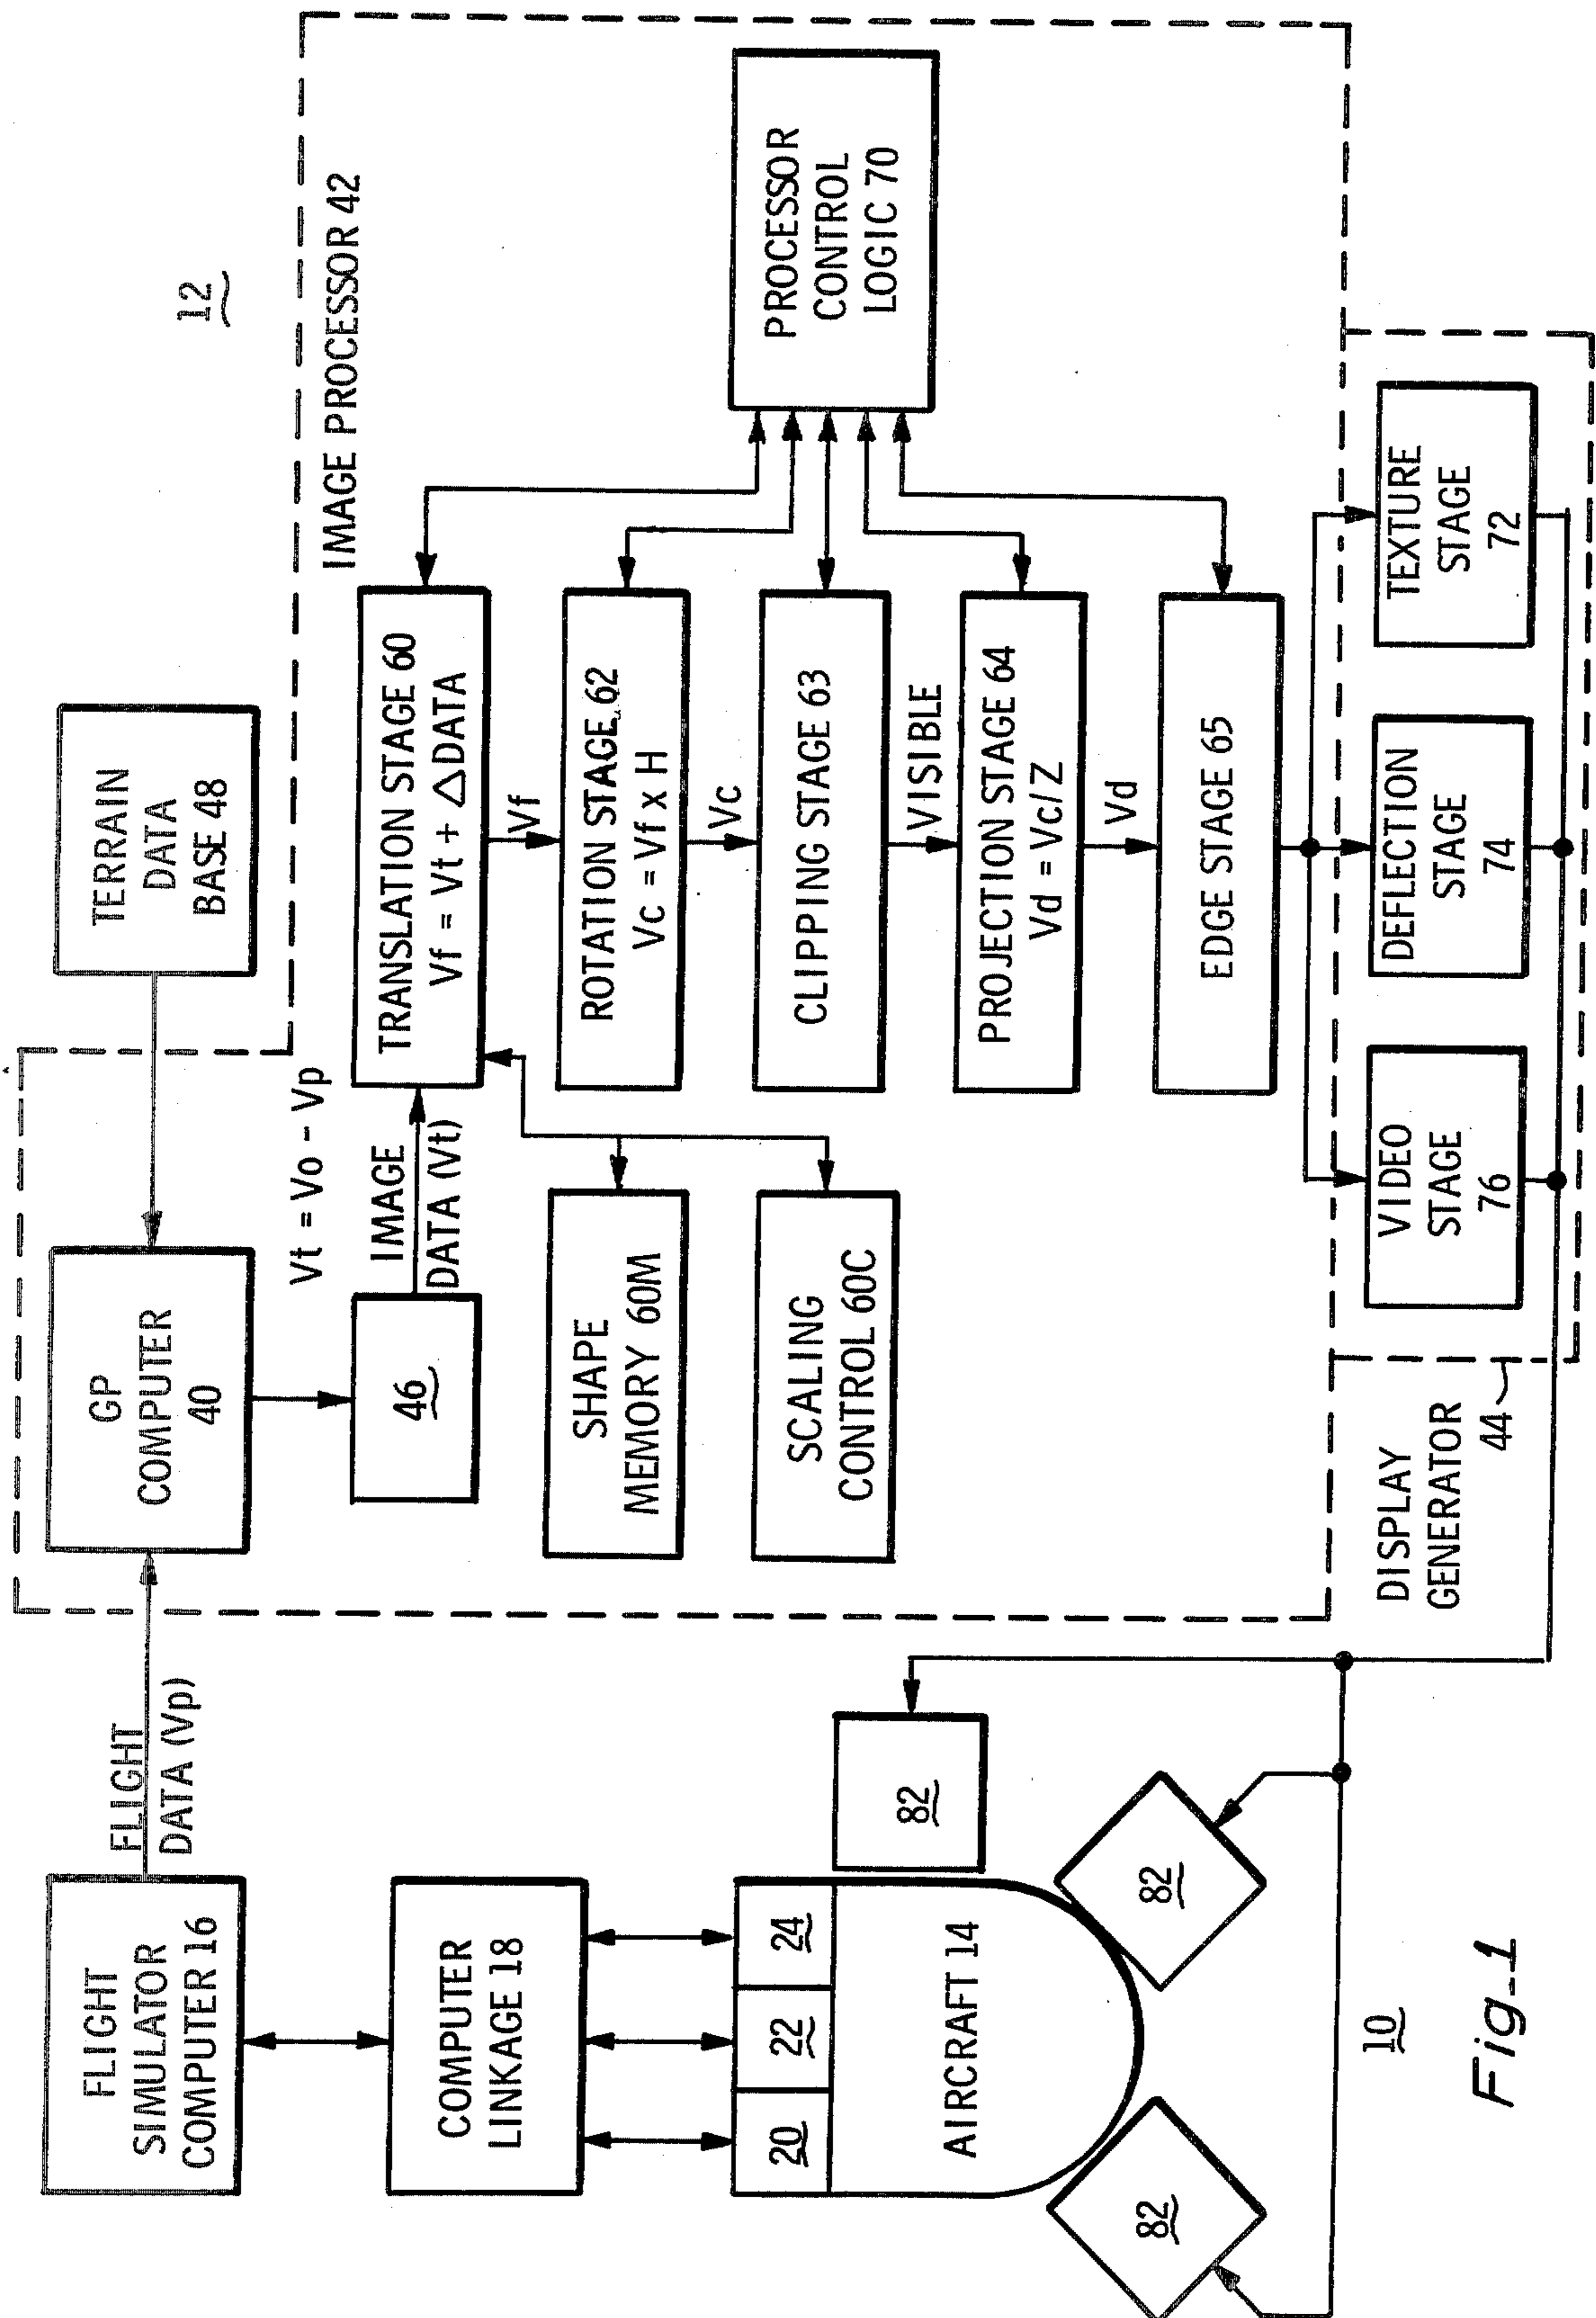 12
FLIGHT
SIMULATOR
COMPUTER 16
FLIGHT
DATA (Vp)
GP
COMPUTER
40
TERRAIN
DATA
BASE 48
Vt = Vo - Vp
IMAGE PROCESSOR 42
46
IMAGE
DATA (Vt)
TRANSLATION STAGE 60
Vf = Vt + ΔDATA
Vf
SHAPE
MEMORY 60M
ROTATION STAGE 62
Vc = Vf x H
Vc
SCALING
CONTROL 60C
CLIPPING STAGE 63
VISIBLE
PROJECTION STAGE 64
Vd = Vc/Z
Vd
EDGE STAGE 65
PROCESSOR
CONTROL
LOGIC 70
COMPUTER
LINKAGE 18
20
22
24
AIRCRAFT 14
82
82
82
DISPLAY
GENERATOR
44
VIDEO
STAGE
76
DEFLECTION
STAGE
74
TEXTURE
STAGE
72
10
Fig_1